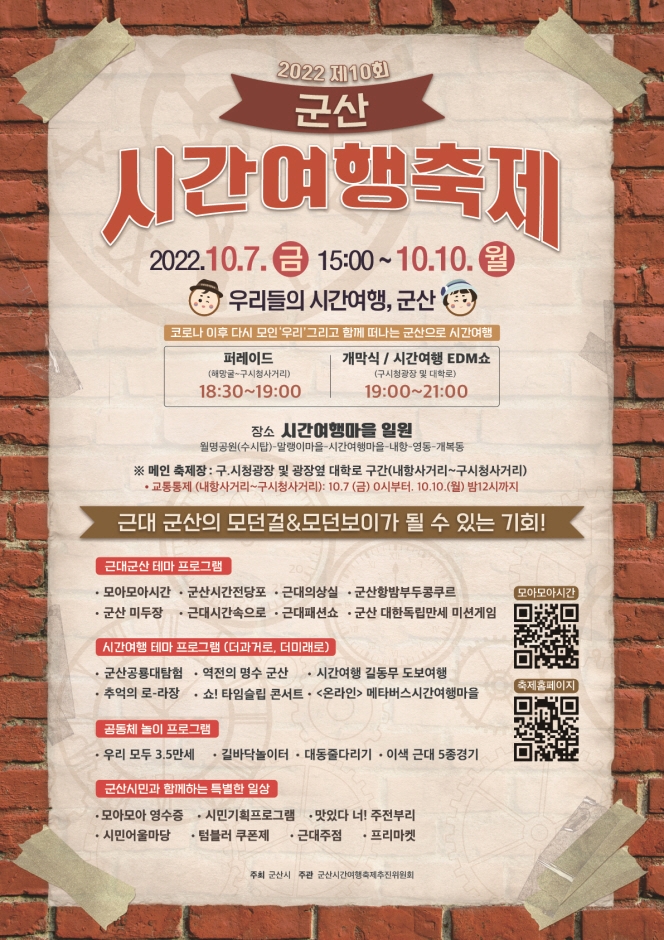 2022 제10회
군산
시간여행축제
2022.10.7. 금 15:00 ~ 10.10. 월
우리들의 시간여행, 군산
코로나 이후 다시 모인'우리'그리고 함께 떠나는 군산으로 시간여행
퍼레이드
(해망굴~구시청사거리)
18:30~19:00
개막식 / 시간여행 EDM쇼
(구시청광장 및 대학로)
19:00~21:00
장소 시간여행마을 일원
월명공원(수시탑)-말랭이마을-시간여행마을-내항-영동-개복동
※ 메인 축제장 : 구.시청광장 및 광장옆 대학로 구간(내항사거리~구시청사거리)
• 교통통제 (내항사거리~구시청사거리): 10.7 (금) 0시부터. 10.10.(월) 밤12시까지
근대 군산의 모던걸&모던보이가 될 수 있는 기회!
근대군산 테마 프로그램
• 모아모아시간 • 군산시간전당포 • 근대의상실 • 군산항밤부두콩쿠르
• 군산 미두장 • 근대시간속으로 • 근대패션쇼 • 군산 대한독립만세 미션게임
시간여행 테마 프로그램 (더과거로, 더미래로)
• 군산공룡대탐험 • 역전의 명수 군산 • 시간여행 길동무 도보여행
• 추억의 로-라장 • 쇼! 타임슬립 콘서트 • <온라인> 메타버스시간여행마을
공동체 놀이 프로그램
• 우리 모두 3.5만세 • 길바닥놀이터 • 대동줄다리기 • 이색 근대 5종경기
군산시민과 함께하는 특별한 일상
• 모아모아 영수증 • 시민기획프로그램 • 맛있다 너! 주전부리
• 시민어울마당 • 텀블러 쿠폰제 • 근대주점 • 프리마켓
모아모아시간
축제홈페이지
주최 군산시 주관 군산시간여행축제추진위원회